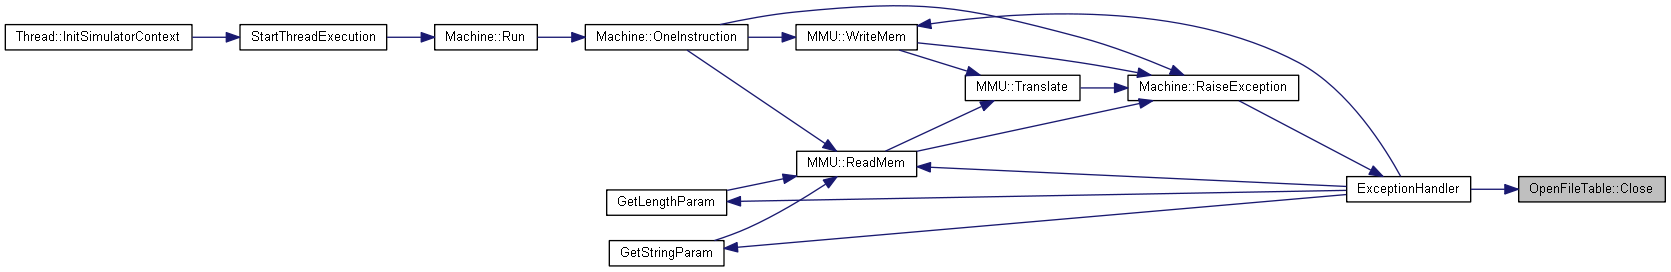 Thread::InitSimulatorContext
StartThreadExecution
Machine::Run
Machine::OneInstruction
MMU::WriteMem
MMU::Translate
Machine::RaiseException
MMU::ReadMem
GetLengthParam
GetStringParam
ExceptionHandler
OpenFileTable::Close